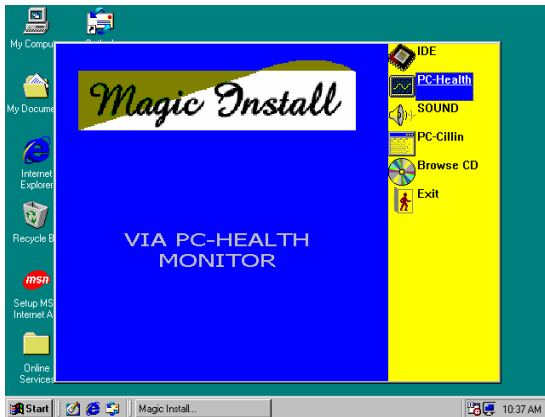 My Compu
My Docume
Internet
Explorer
Recycle B
msn
Setup MS
Internet A
Online
Services
Magic Install
VIA PC-HEALTH
MONITOR
IDE
PC-Health
SOUND
PC-Cillin
Browse CD
Exit
Start
Magic Install...
10:37 AM